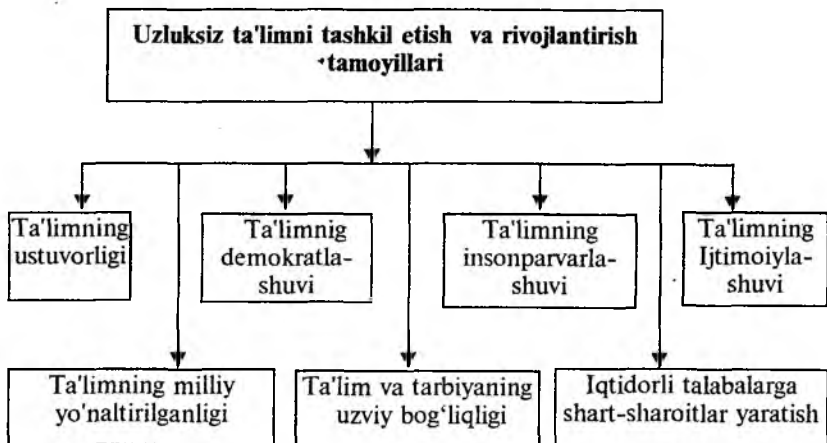 Uzluksiz ta'limni tashkil etish va rivojlantirish
tamoyillari
Ta'limning
ustuvorligi
Ta'limnig
demokratla-
shuvi
Ta'limning
insonparvarla-
shuvi
Ta'limning
Ijtimoiyla-
shuvi
Ta'limning milliy
yo'naltirilganligi
Ta'lim va tarbiyaning
uzviy bog‘liqligi
Iqtidorli talabalarga
shart-sharoitlar yaratish